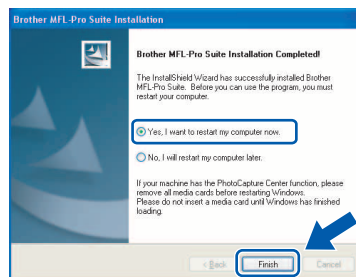 Brother MFL-Pro Suite Installation
Brother MFL-Pro Suite Installation Completed!
The InstallShield Wizard has successfully installed Brother
MFL-Pro Suite. Before you can use the program, you must
restart your computer.
Yes, I want to restart my computer now.
No, I will restart my computer later.
If your machine has the PhotoCapture Center function, please
remove all media cards before restarting Windows.
Please do not insert a media card until Windows has finished
loading.
< Back Finish Cancel